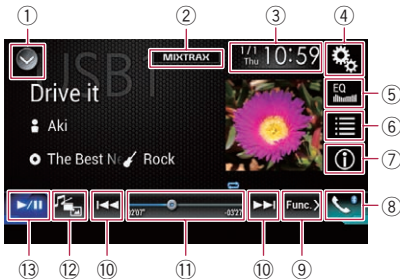 ① ② ③ ④
USB1
MIXTRAX
1/1
Thu
10:59
EQ
⑤
Drive it
Aki
⑥
The Best Ne
Rock
⑦
Func.
⑧
2'07"
-03'27"
⑬ ⑫ ⑩ ⑪ ⑩ ⑨